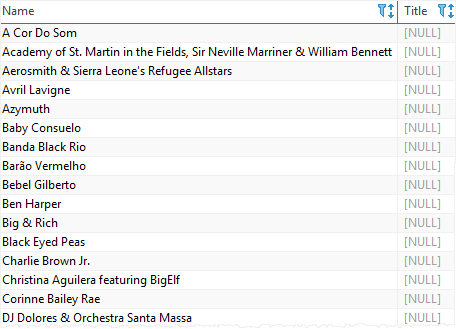 Name Title
A Cor Do Som [NULL]
Academy of St. Martin in the Fields, Sir Neville Marriner & William Bennett [NULL]
Aerosmith & Sierra Leone's Refugee Allstars [NULL]
Avril Lavigne [NULL]
Azymuth [NULL]
Baby Consuelo [NULL]
Banda Black Rio [NULL]
Barão Vermelho [NULL]
Bebel Gilberto [NULL]
Ben Harper [NULL]
Big & Rich [NULL]
Black Eyed Peas [NULL]
Charlie Brown Jr. [NULL]
Christina Aguilera featuring BigElf [NULL]
Corinne Bailey Rae [NULL]
DJ Dolores & Orchestra Santa Massa [NULL]